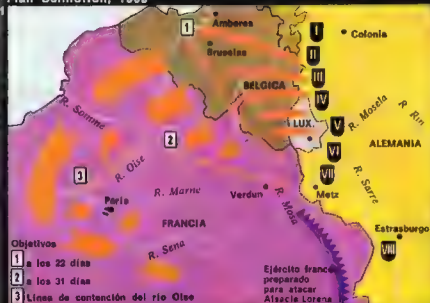 Plan Schlieffen, 1905
1
Amberes
Bruselas
BELGICA
LUX.
Colonia
I
II
III
IV
V
VI
VII
VIII
R. Mosela
R. Rin
ALEMANIA
R. Sarre
Metz
Estrasburgo
R. Somme
R. Oise
2
3
París
R. Marne
Verdun
R. Mosa
FRANCIA
R. Sena
Objetivos
1 a los 22 días
2 a los 31 días
3 Línea de contención del río Oise
Ejército francés
preparado
para atacar
Alsacia Lorena